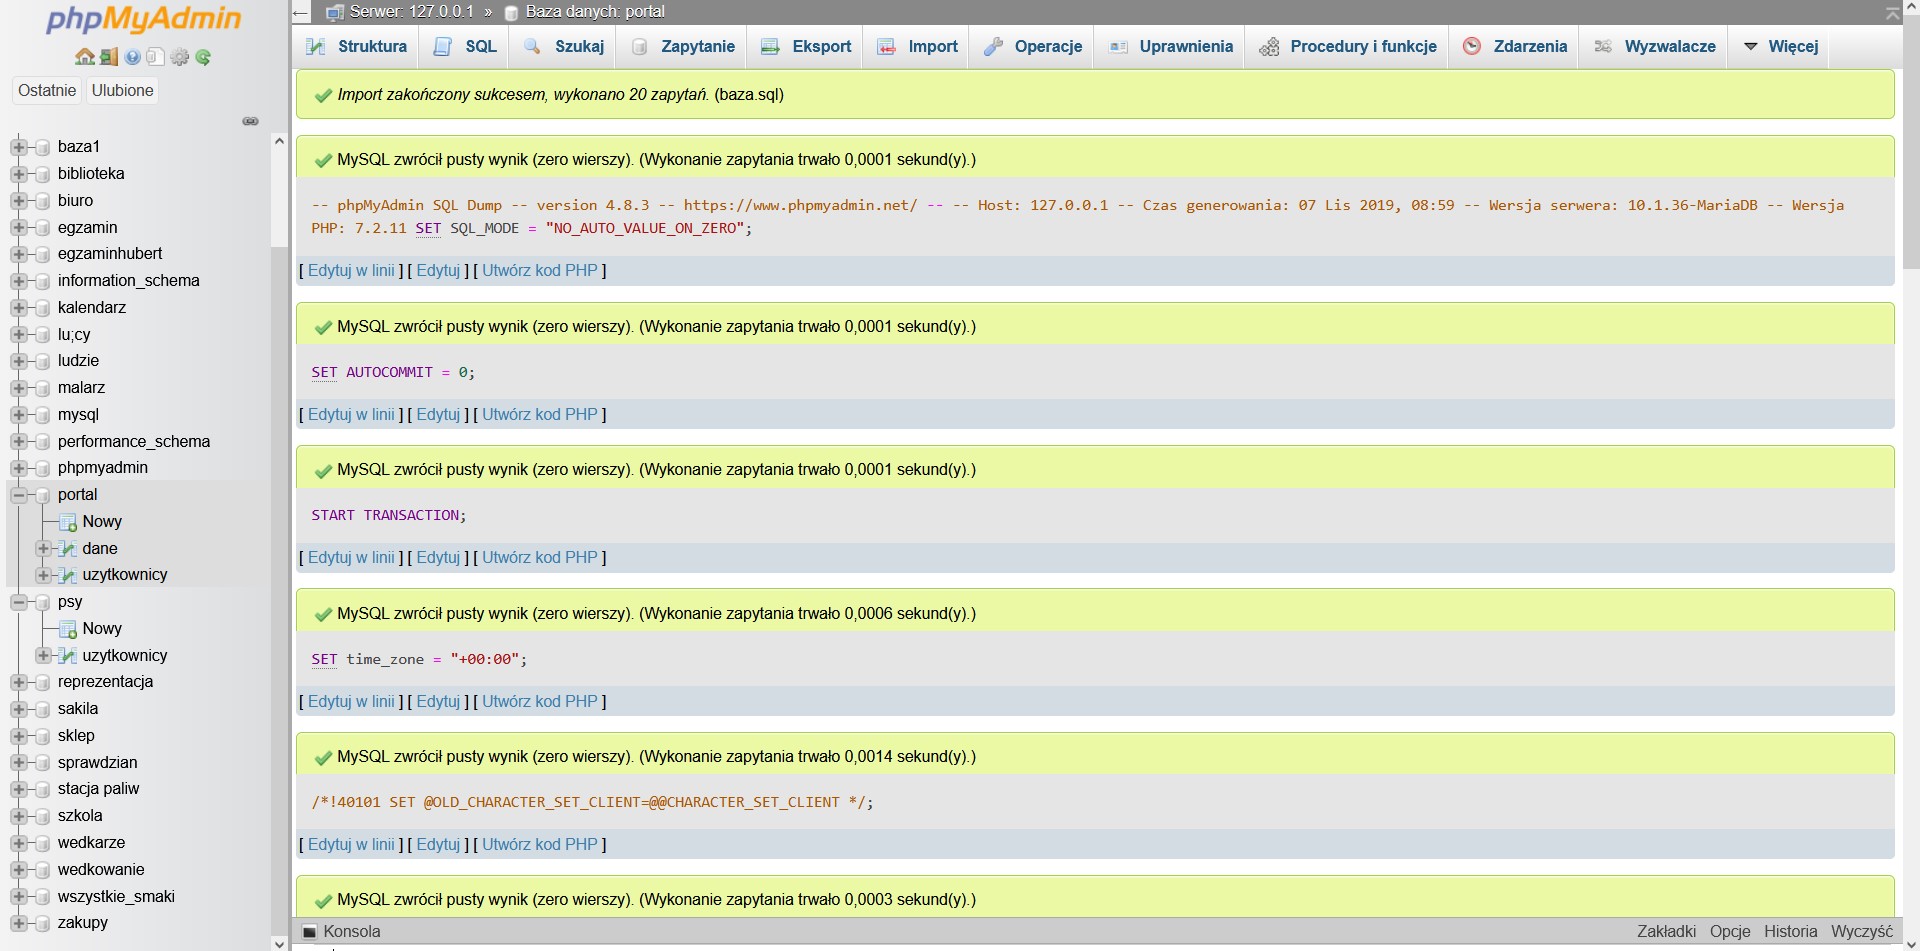 phpMyAdmin
Ostatnie Ulubione
baza1
biblioteka
biuro
egzamin
egzaminhubert
information_schema
kalendarz
lu;cy
ludzie
malarz
mysql
performance_schema
phpmyadmin
portal
Nowy
dane
uzytkownicy
psy
Nowy
uzytkownicy
reprezentacja
sakila
sklep
sprawdzian
stacja paliw
szkola
wedkarze
wedkowanie
wszystkie_smaki
zakupy
Serwer: 127.0.0.1 » Baza danych: portal
Struktura SQL Szukaj Zapytanie Eksport Import Operacje Uprawnienia Procedury i funkcje Zdarzenia Wyzwalacze Więcej
Import zakończony sukcesem, wykonano 20 zapytań. (baza.sql)
MySQL zwrócił pusty wynik (zero wierszy). (Wykonanie zapytania trwało 0,0001 sekund(y).)
-- phpMyAdmin SQL Dump -- version 4.8.3 -- https://www.phpmyadmin.net/ -- -- Host: 127.0.0.1 -- Czas generowania: 07 Lis 2019, 08:59 -- Wersja serwera: 10.1.36-MariaDB -- Wersja
PHP: 7.2.11 SET SQL_MODE = "NO_AUTO_VALUE_ON_ZERO";
[ Edytuj w linii ] [ Edytuj ] [ Utwórz kod PHP ]
MySQL zwrócił pusty wynik (zero wierszy). (Wykonanie zapytania trwało 0,0001 sekund(y).)
SET AUTOCOMMIT = 0;
[ Edytuj w linii ] [ Edytuj ] [ Utwórz kod PHP ]
MySQL zwrócił pusty wynik (zero wierszy). (Wykonanie zapytania trwało 0,0001 sekund(y).)
START TRANSACTION;
[ Edytuj w linii ] [ Edytuj ] [ Utwórz kod PHP ]
MySQL zwrócił pusty wynik (zero wierszy). (Wykonanie zapytania trwało 0,0006 sekund(y).)
SET time_zone = "+00:00";
[ Edytuj w linii ] [ Edytuj ] [ Utwórz kod PHP ]
MySQL zwrócił pusty wynik (zero wierszy). (Wykonanie zapytania trwało 0,0014 sekund(y).)
/*!40101 SET @OLD_CHARACTER_SET_CLIENT=@@CHARACTER_SET_CLIENT */;
[ Edytuj w linii ] [ Edytuj ] [ Utwórz kod PHP ]
MySQL zwrócił pusty wynik (zero wierszy). (Wykonanie zapytania trwało 0,0003 sekund(y).)
Konsola Zakładki Opcje Historia Wyczyść